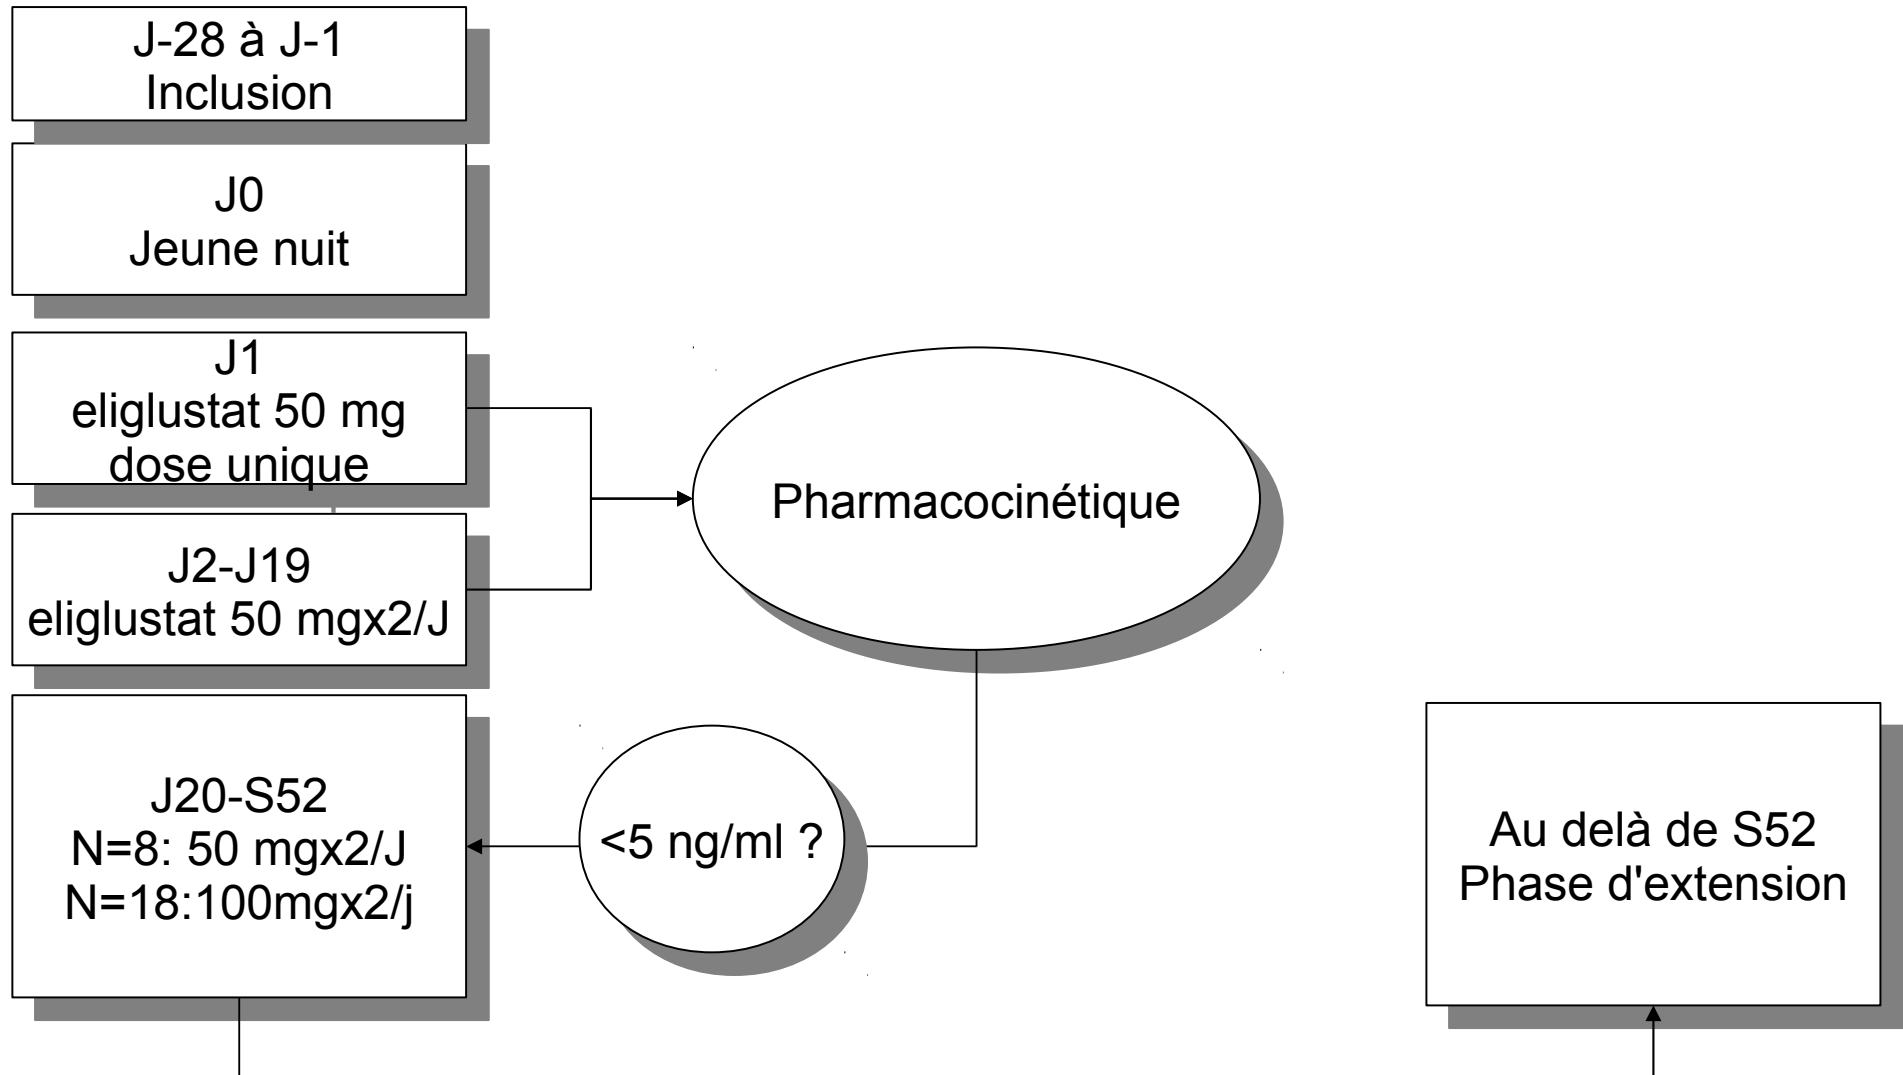 J-28 à J-1
Inclusion
J0
Jeune nuit
J1
eliglustat 50 mg
dose unique
Pharmacocinétique
J2-J19
eliglustat 50 mgx2/J
J20-S52
N=8: 50 mgx2/J
N=18:100mgx2/j
<5 ng/ml ?
Au delà de S52
Phase d'extension